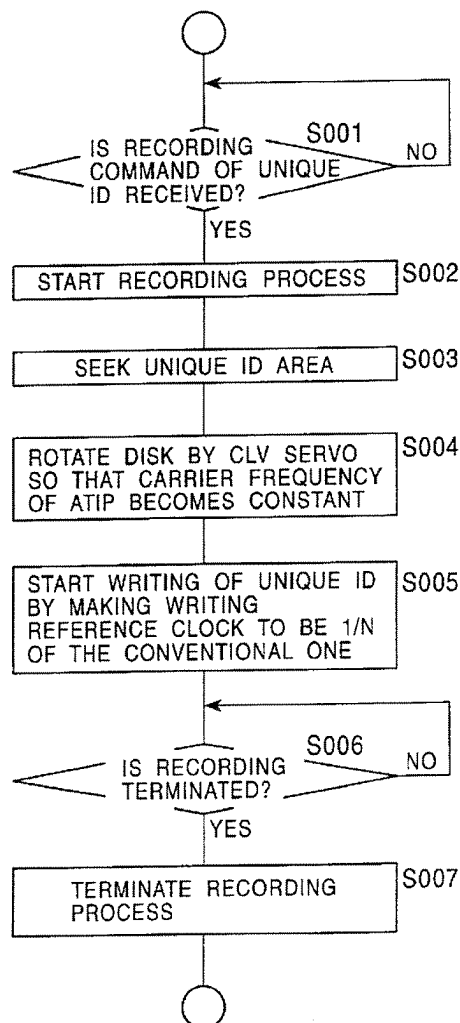 S001
IS RECORDING
COMMAND OF UNIQUE
ID RECEIVED?
NO
YES
START RECORDING PROCESS
S002
SEEK UNIQUE ID AREA
S003
ROTATE DISK BY CLV SERVO
SO THAT CARRIER FREQUENCY
OF ATIP BECOMES CONSTANT
S004
START WRITING OF UNIQUE ID
BY MAKING WRITING
REFERENCE CLOCK TO BE 1/N
OF THE CONVENTIONAL ONE
S005
S006
IS RECORDING
TERMINATED?
NO
YES
TERMINATE RECORDING
PROCESS
S007